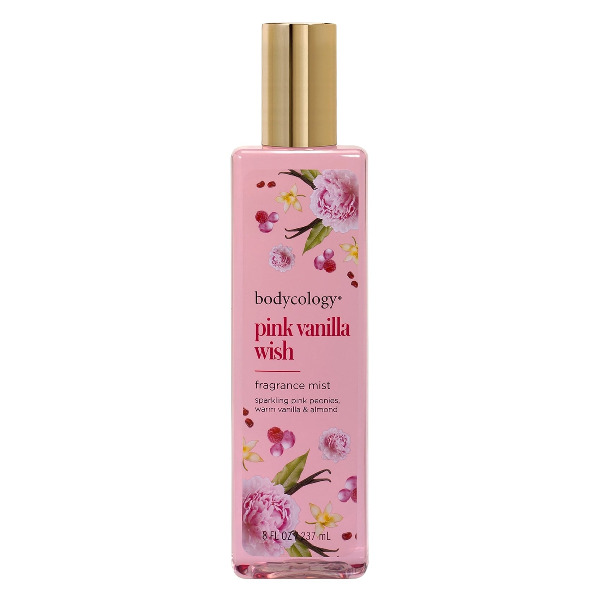 bodycology®
pink vanilla
wish
fragrance mist
sparkling pink peonies,
warm vanilla & almond
8 FL OZ / 237 mL